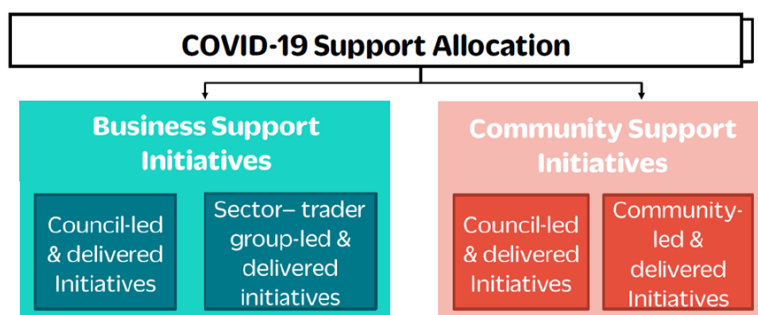 COVID-19 Support Allocation
Business Support
Initiatives
Council-led
& delivered
Initiatives
Sector– trader
group-led &
delivered
initiatives
Community Support
Initiatives
Council-led
& delivered
Initiatives
Community-
led &
delivered
Initiatives